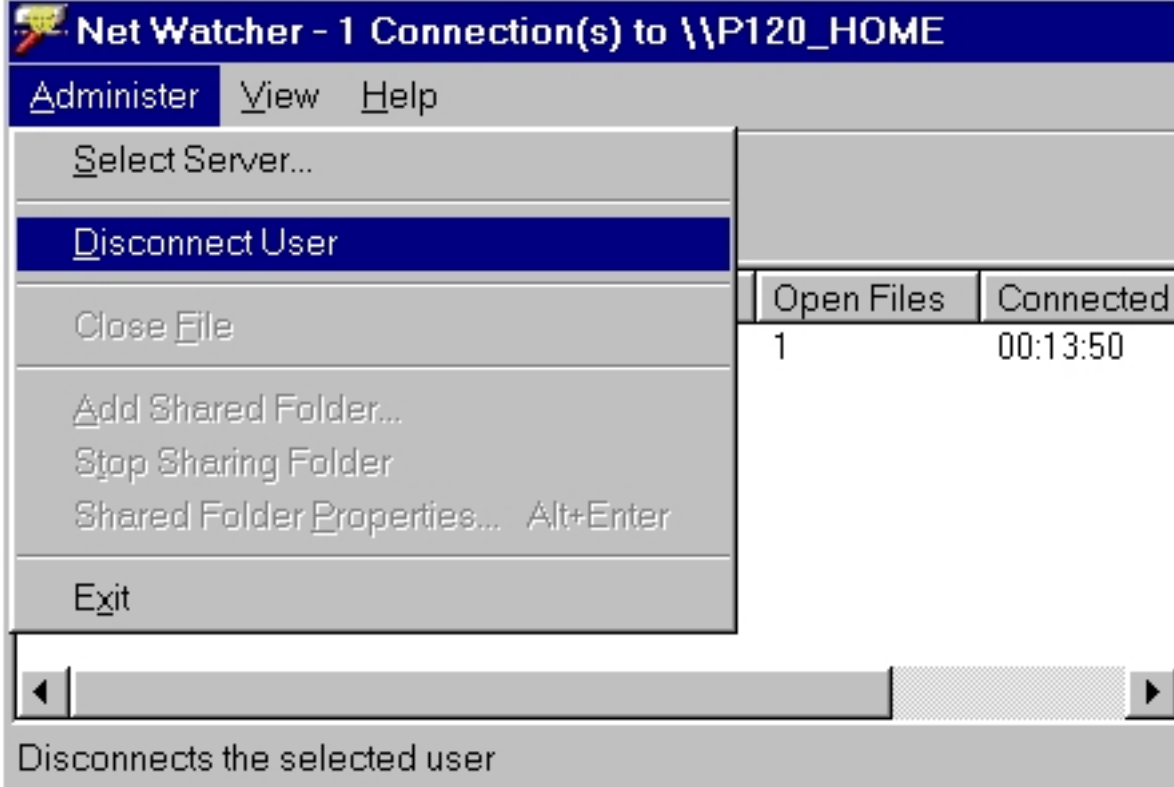 Net Watcher - 1 Connection(s) to \\P120_HOME
Administer View Help
Select Server...
Disconnect User
Close File
Add Shared Folder...
Stop Sharing Folder
Shared Folder Properties... Alt+Enter
Exit
Open Files Connected
1 00:13:50
Disconnects the selected user